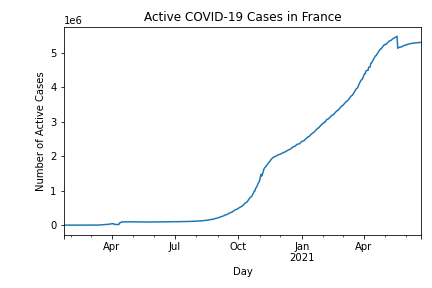 Active COVID-19 Cases in France
1e6
5
4
3
2
1
0
Number of Active Cases
Apr
Jul
Oct
Jan
2021
Apr
Day